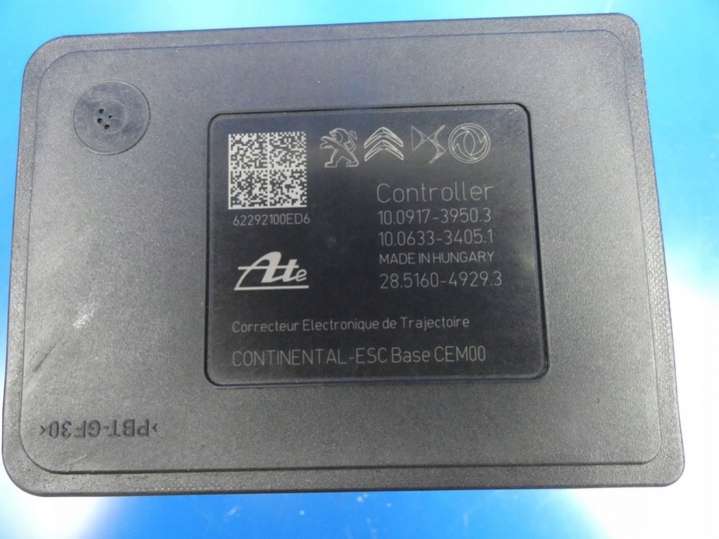 62292100ED6
Controller
10.0917-3950.3
10.0633-3405.1
MADE IN HUNGARY
28.5160-4929.3
Ate
Correcteur Electronique de Trajectoire
CONTINENTAL-ESC Base CEM00
>PBT-GF30<